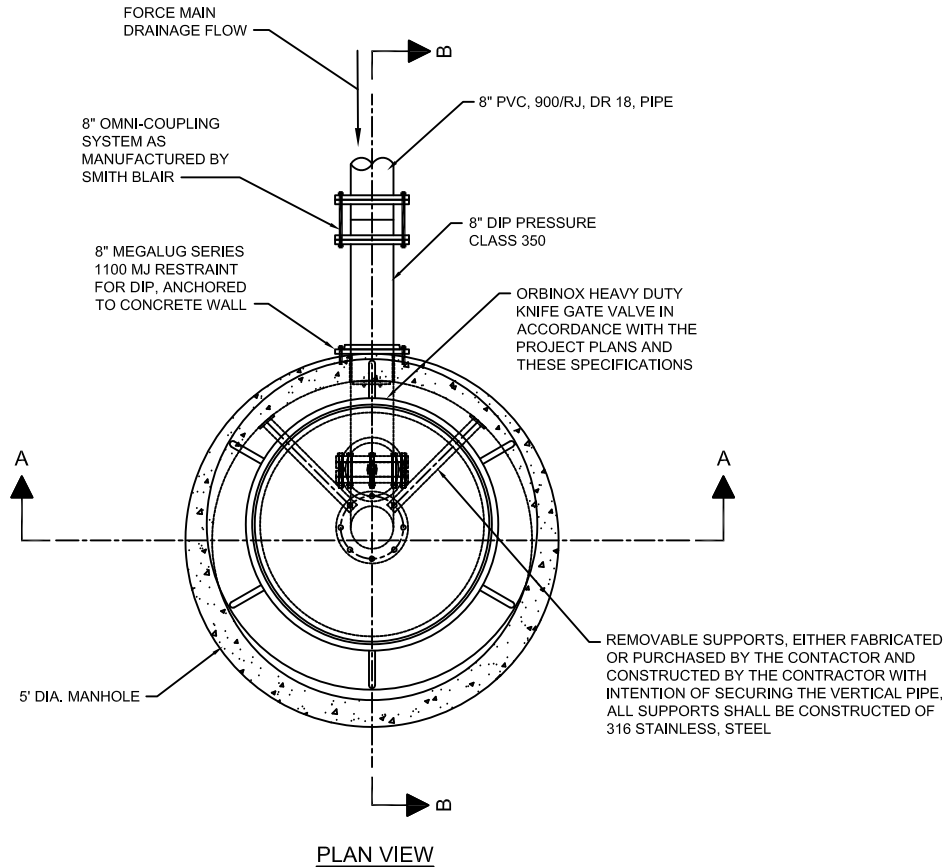 FORCE MAIN
DRAINAGE FLOW
B
8" PVC, 900/RJ, DR 18, PIPE
8" OMNI-COUPLING
SYSTEM AS
MANUFACTURED BY
SMITH BLAIR
8" DIP PRESSURE
CLASS 350
8" MEGALUG SERIES
1100 MJ RESTRAINT
FOR DIP, ANCHORED
TO CONCRETE WALL
ORBINOX HEAVY DUTY
KNIFE GATE VALVE IN
ACCORDANCE WITH THE
PROJECT PLANS AND
THESE SPECIFICATIONS
A
A
REMOVABLE SUPPORTS, EITHER FABRICATED
OR PURCHASED BY THE CONTACTOR AND
CONSTRUCTED BY THE CONTRACTOR WITH
INTENTION OF SECURING THE VERTICAL PIPE,
ALL SUPPORTS SHALL BE CONSTRUCTED OF
316 STAINLESS, STEEL
5' DIA. MANHOLE
B
PLAN VIEW